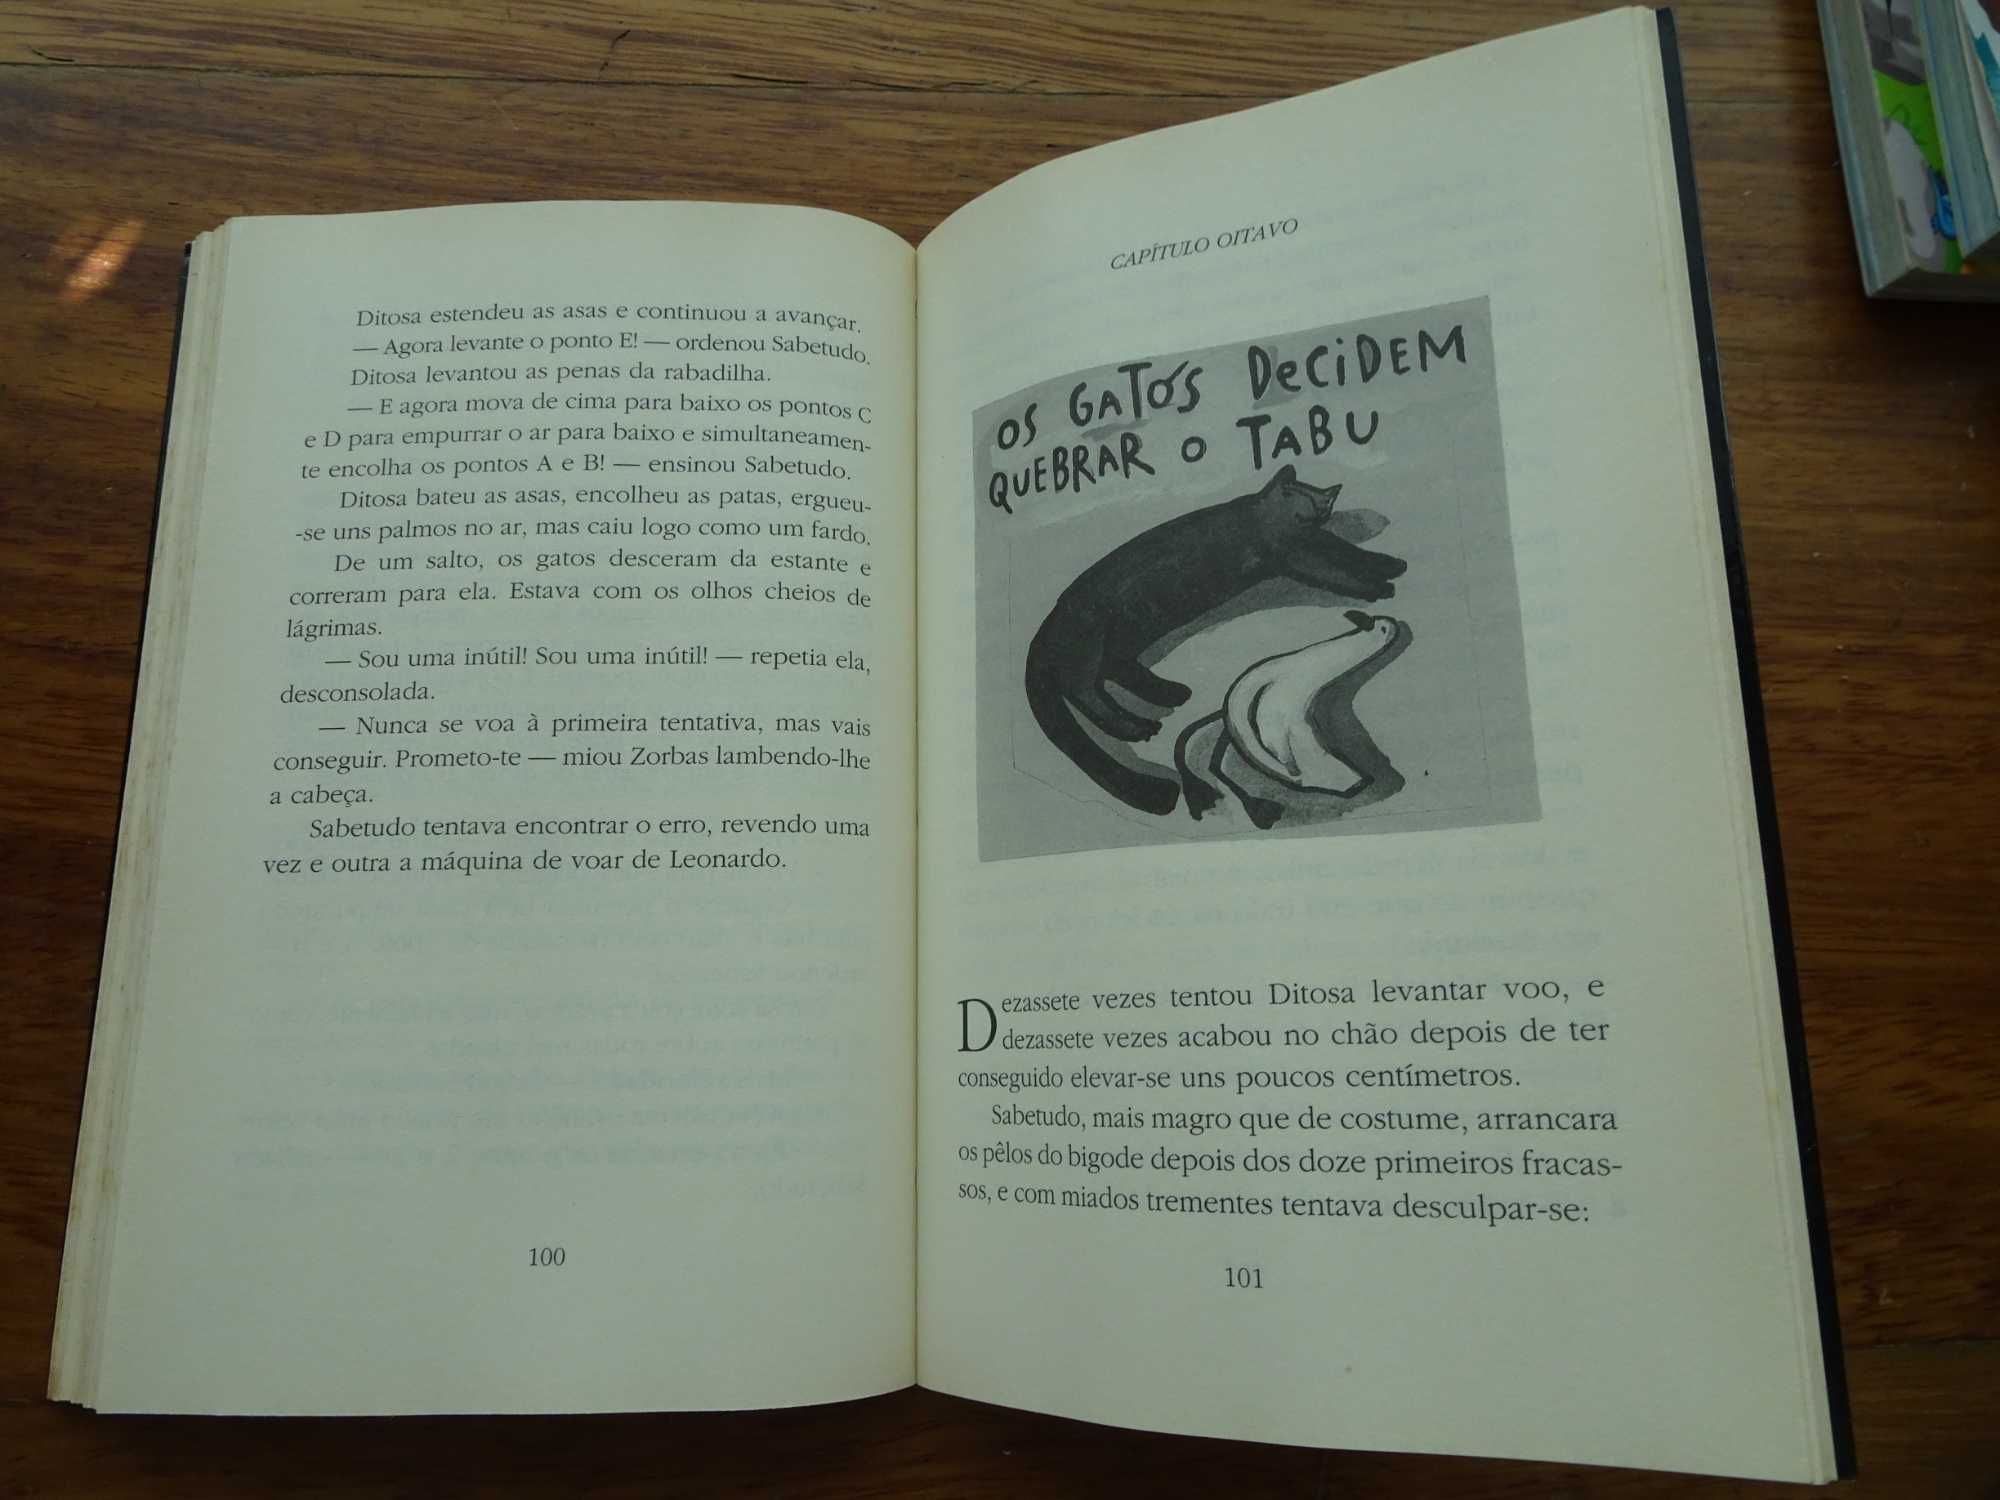 Ditosa estendeu as asas e continuou a avançar.
— Agora levante o ponto E! — ordenou Sabetudo.
Ditosa levantou as penas da rabadilha.
— E agora mova de cima para baixo os pontos C
e D para empurrar o ar para baixo e simultaneamen-
te encolha os pontos A e B! — ensinou Sabetudo.
Ditosa bateu as asas, encolheu as patas, ergueu-
-se uns palmos no ar, mas caiu logo como um fardo.
De um salto, os gatos desceram da estante e
correram para ela. Estava com os olhos cheios de
lágrimas.
— Sou uma inútil! Sou uma inútil! — repetia ela,
desconsolada.
— Nunca se voa à primeira tentativa, mas vais
conseguir. Prometo-te — miou Zorbas lambendo-lhe
a cabeça.
Sabetudo tentava encontrar o erro, revendo uma
vez e outra a máquina de voar de Leonardo.
100
CAPÍTULO OITAVO
OS GATOS DECIDEM
QUEBRAR O TABU
Dezassete vezes tentou Ditosa levantar voo, e
dezassete vezes acabou no chão depois de ter
conseguido elevar-se uns poucos centímetros.
Sabetudo, mais magro que de costume, arrancara
os pêlos do bigode depois dos doze primeiros fracas-
sos, e com miados trementes tentava desculpar-se:
101